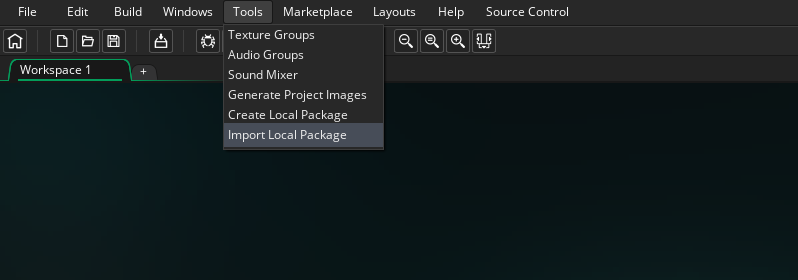 File Edit Build Windows Tools Marketplace Layouts Help Source Control
Workspace 1 +
Texture Groups
Audio Groups
Sound Mixer
Generate Project Images
Create Local Package
Import Local Package